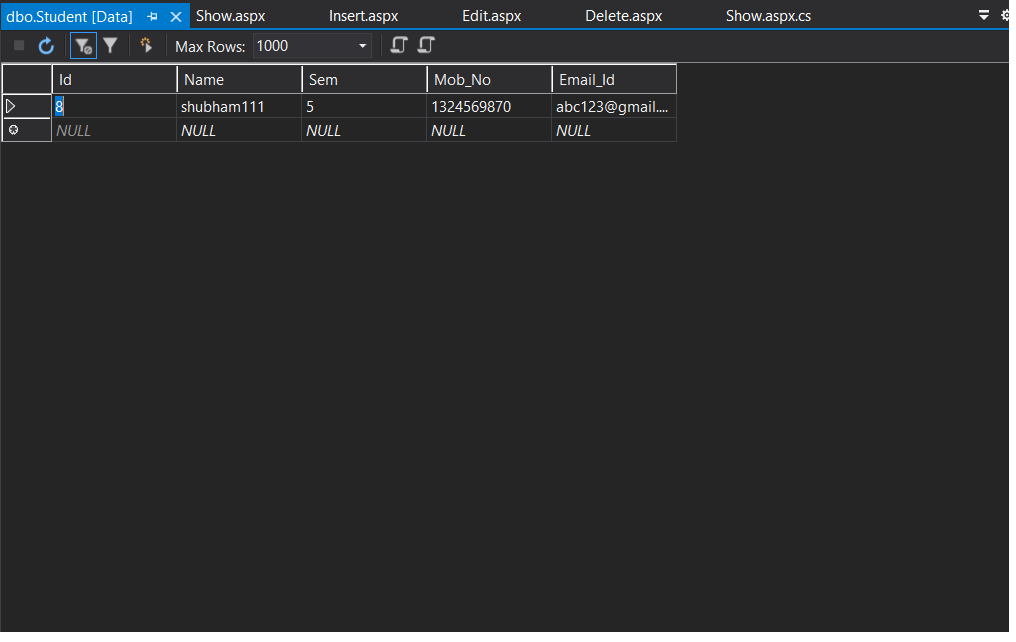 dbo.Student [Data] Show.aspx Insert.aspx Edit.aspx Delete.aspx Show.aspx.cs
Max Rows: 1000
Id Name Sem Mob_No Email_Id
8 shubham111 5 1324569870 abc123@gmail....
NULL NULL NULL NULL NULL